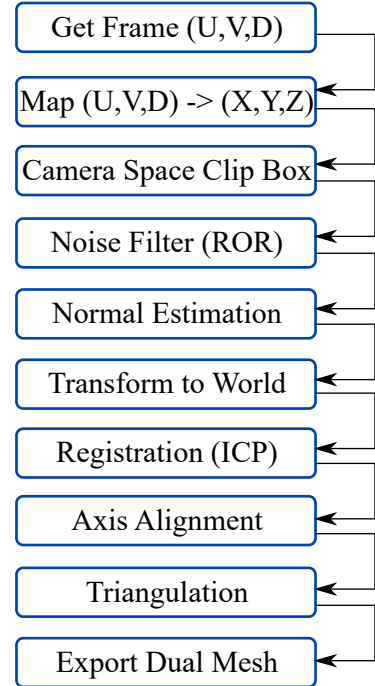 Get Frame (U,V,D)
Map (U,V,D) -> (X,Y,Z)
Camera Space Clip Box
Noise Filter (ROR)
Normal Estimation
Transform to World
Registration (ICP)
Axis Alignment
Triangulation
Export Dual Mesh